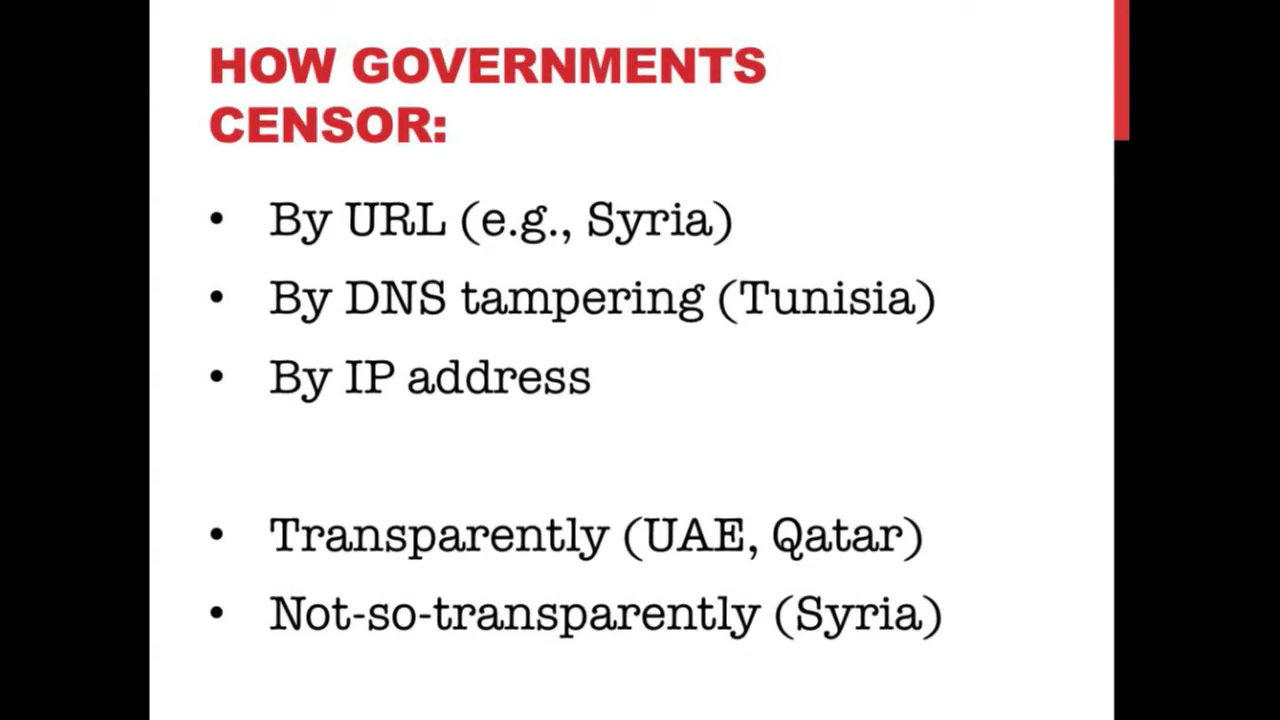 HOW GOVERNMENTS
CENSOR:
• By URL (e.g., Syria)
• By DNS tampering (Tunisia)
• By IP address
• Transparently (UAE, Qatar)
• Not-so-transparently (Syria)